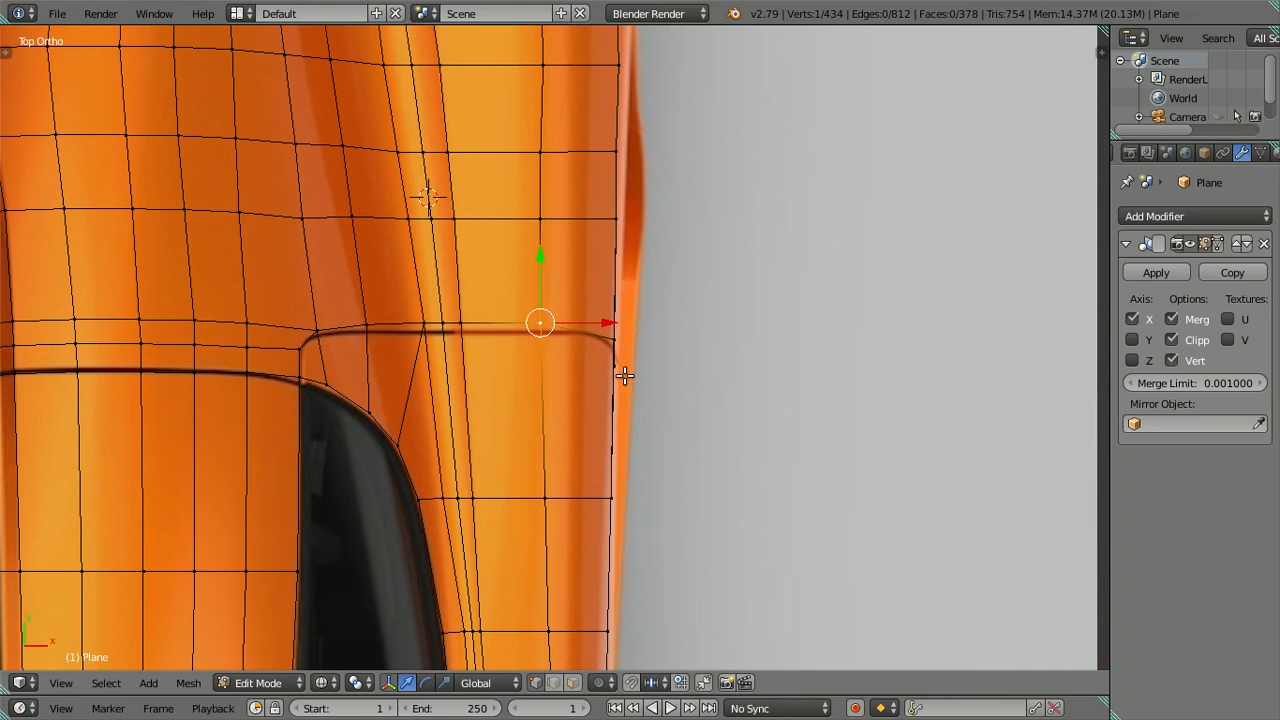 File Render Window Help Default Scene Blender Render v2.79 | Verts:1/434 | Edges:0/812 | Faces:0/378 | Tris:754 | Mem:14.37M (20.13M) | Plane
Top Ortho
View Search All Sc
Scene
RenderL
World
Camera
Plane
Add Modifier
Apply Copy
Axis: Options: Textures:
X Merg U
Y Clipp V
Z Vert
Merge Limit: 0.001000
Mirror Object:
y
x
(1) Plane
View Select Add Mesh Edit Mode Global
View Marker Frame Playback Start: 1 End: 250 1 No Sync